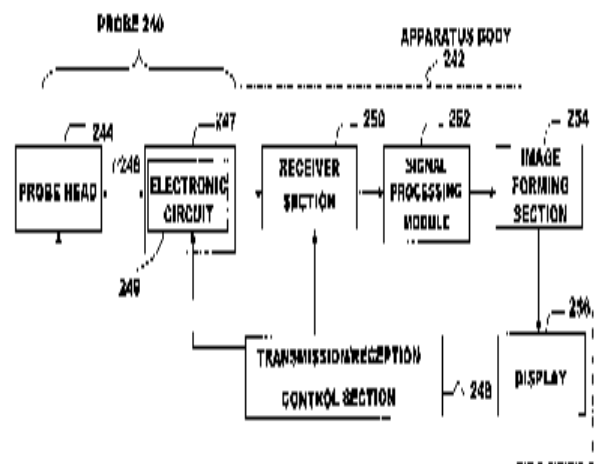 PROBE 240
APPARATUS BODY
242
244
246
247
250
252
254
PROBE HEAD
ELECTRONIC
CIRCUIT
RECEIVER
SECTION
SIGNAL
PROCESSING
MODULE
IMAGE
FORMING
SECTION
249
256
TRANSMISSION/RECEPTION
CONTROL SECTION
248
DISPLAY